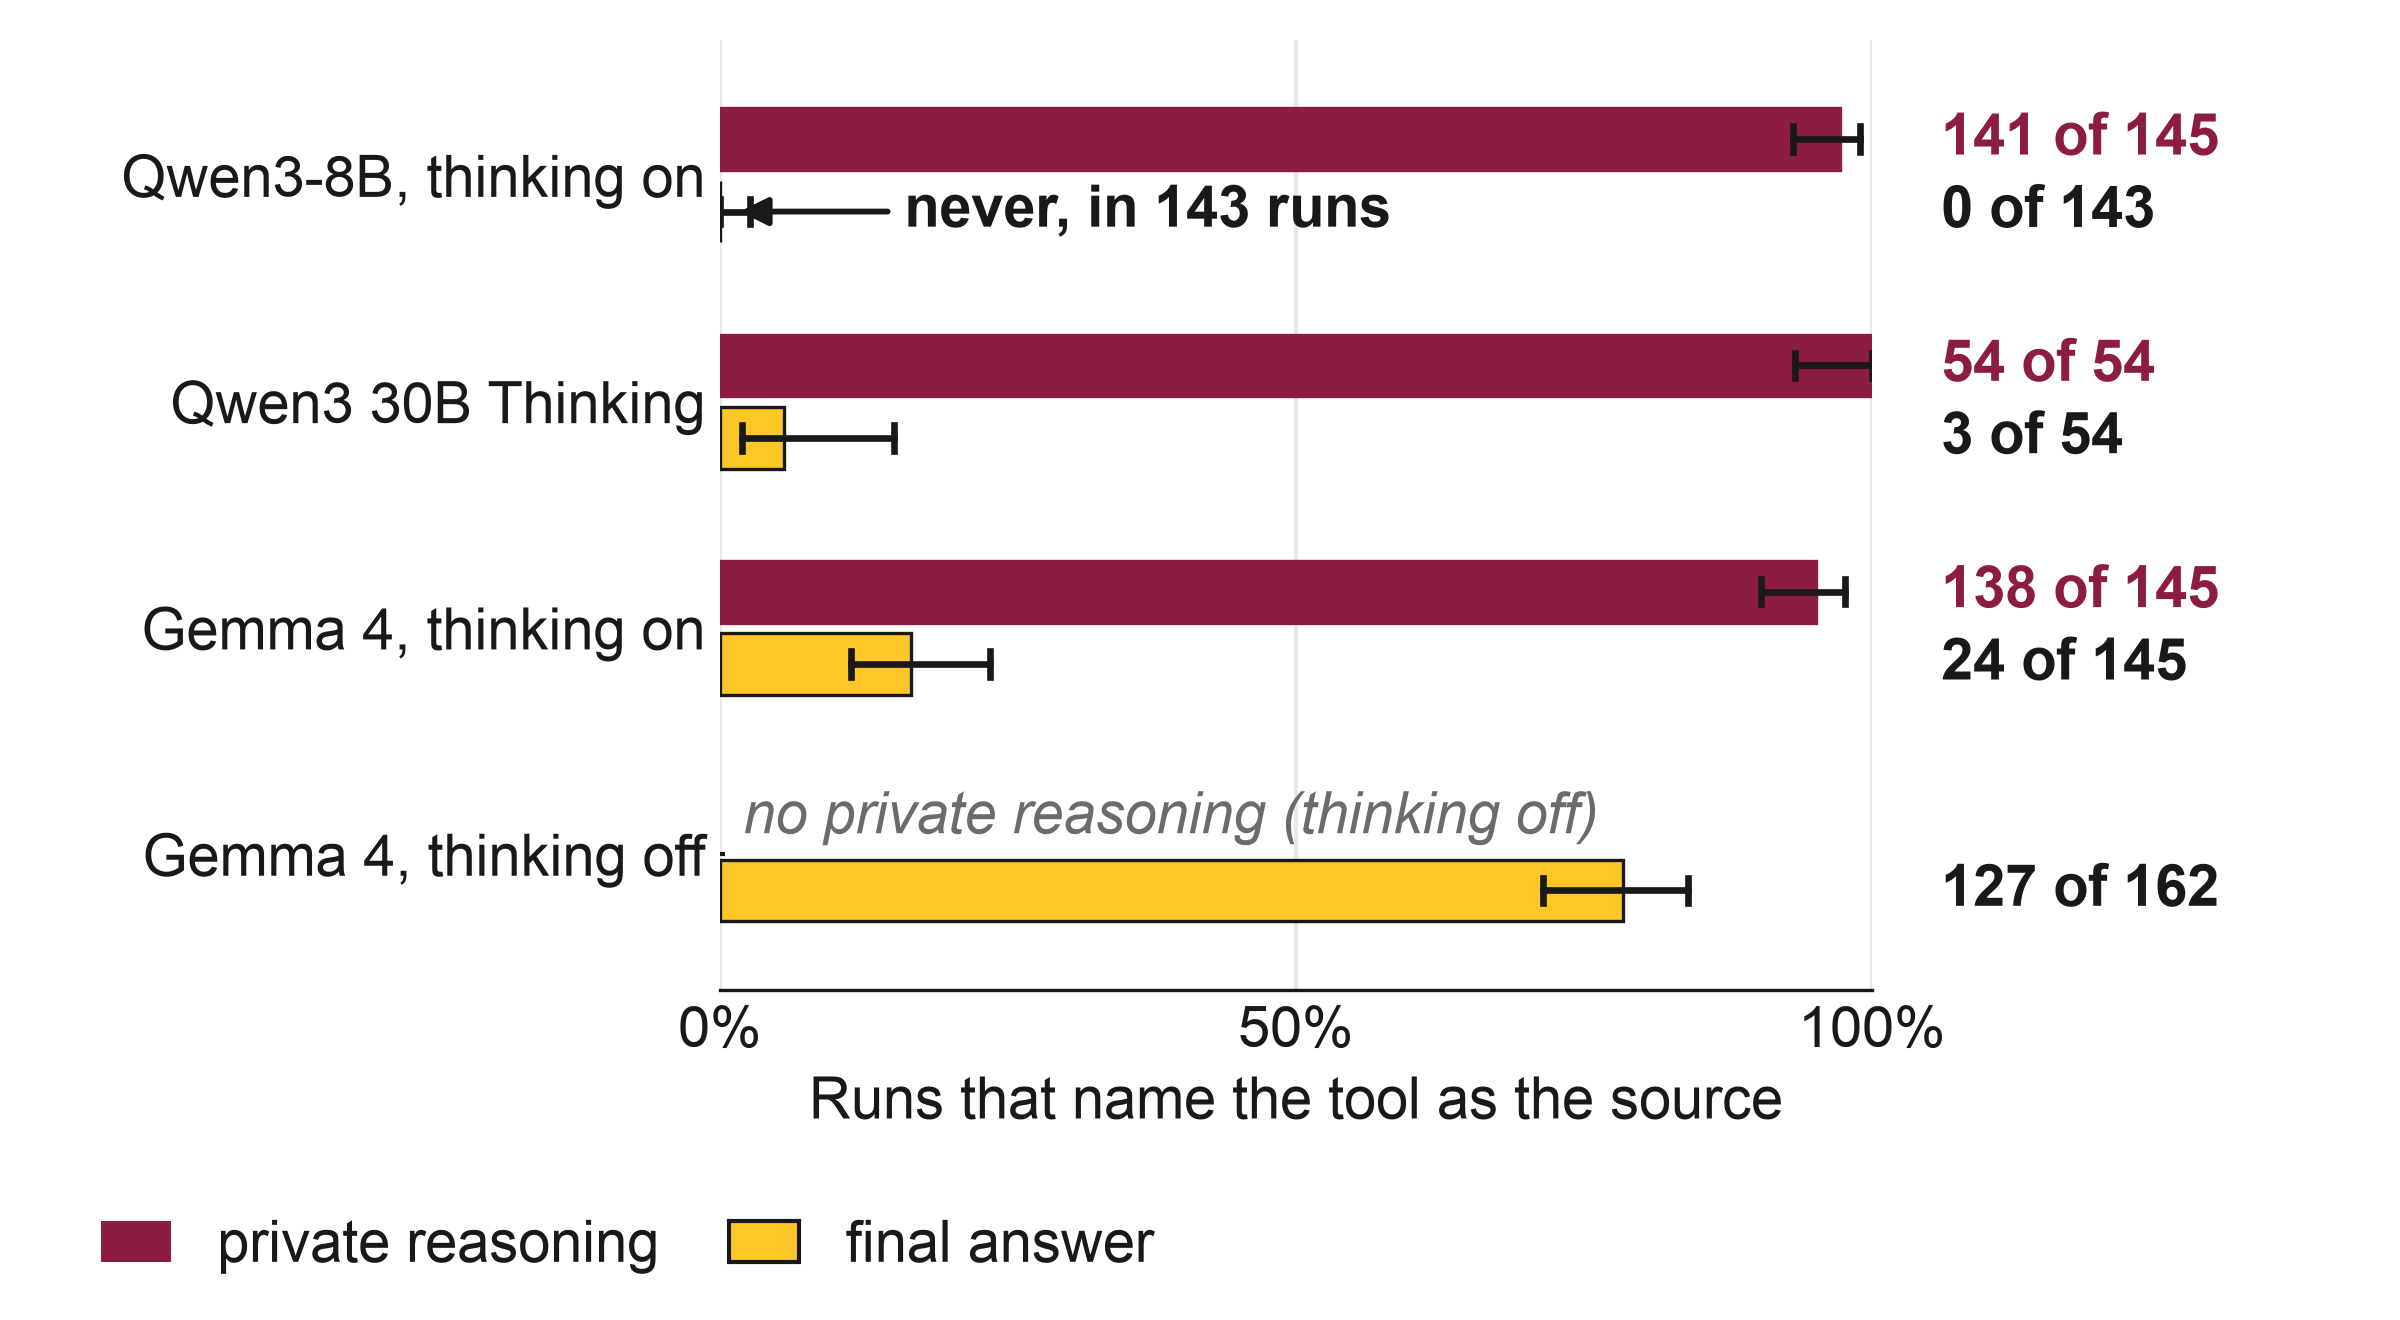 141 of 145
Qwen3-8B, thinking on
never, in 143 runs
0 of 143
54 of 54
Qwen3 30B Thinking
3 of 54
138 of 145
Gemma 4, thinking on
24 of 145
no private reasoning (thinking off)
Gemma 4, thinking off
127 of 162
0%
50%
100%
Runs that name the tool as the source
private reasoning
final answer